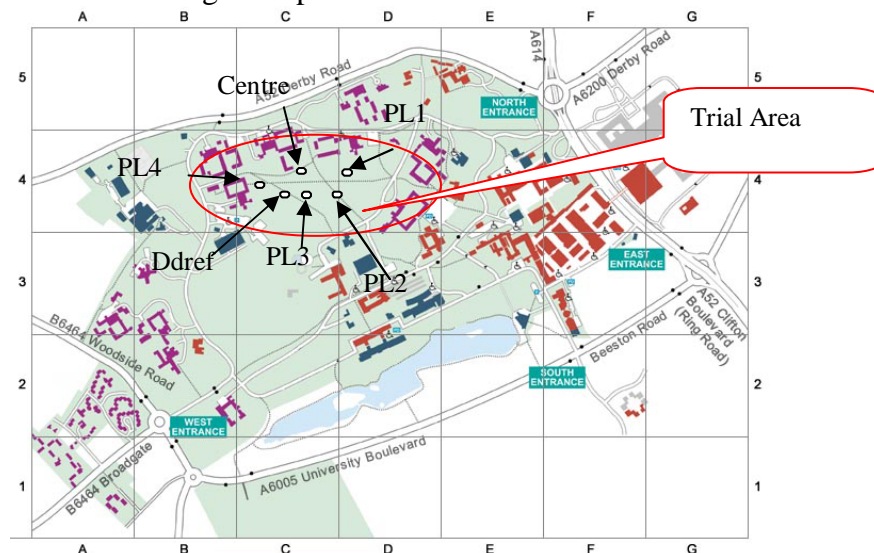 A B C D E F G
5 5
A614
A52 Derby Road
A6200 Derby Road
Centre
NORTH
ENTRANCE
PL1
Trial Area
PL4
4 4
Ddref
PL3
PL2
EAST
ENTRANCE
3 3
A52 Clifton
Boulevard
(Ring Road)
B6464 Woodside
Road
Beeston Road
SOUTH
ENTRANCE
2 2
WEST
ENTRANCE
B6464 Broadgate
A6005 University Boulevard
1 1
A B C D E F G